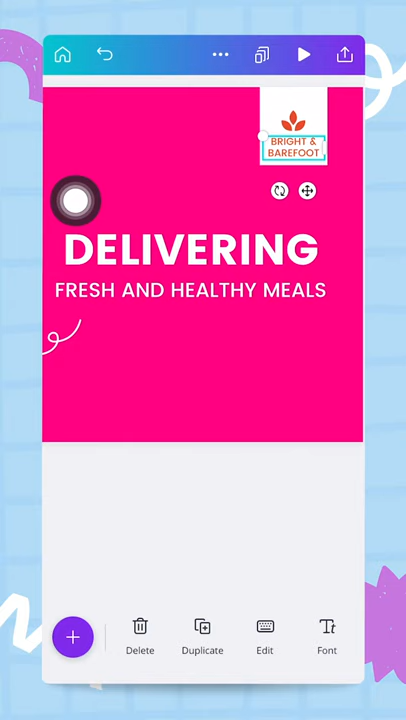 BRIGHT &
BAREFOOT
DELIVERING
FRESH AND HEALTHY MEALS
Delete
Duplicate
Edit
Font